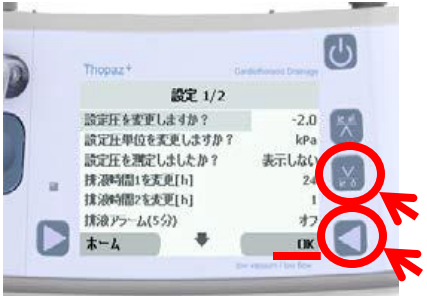 Thopaz+
Cardiothoracic Drainage
設定 1/2
設定圧を変更しますか? -2.0
設定圧単位を変更しますか? kPa
設定圧を測定しましたか? 表示しない
排液時間1を変更[h] 24
排液時間2を変更[h] 1
排液アラーム(5分) オフ
ホーム OK
low vacuum / low flow